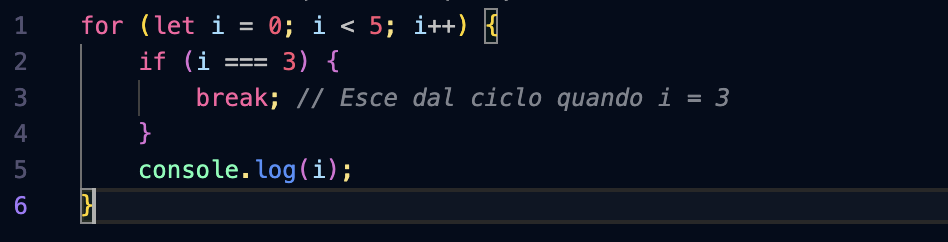 1 for (let i = 0; i < 5; i++) {
2 if (i === 3) {
3 break; // Esce dal ciclo quando i = 3
4 }
5 console.log(i);
6 }